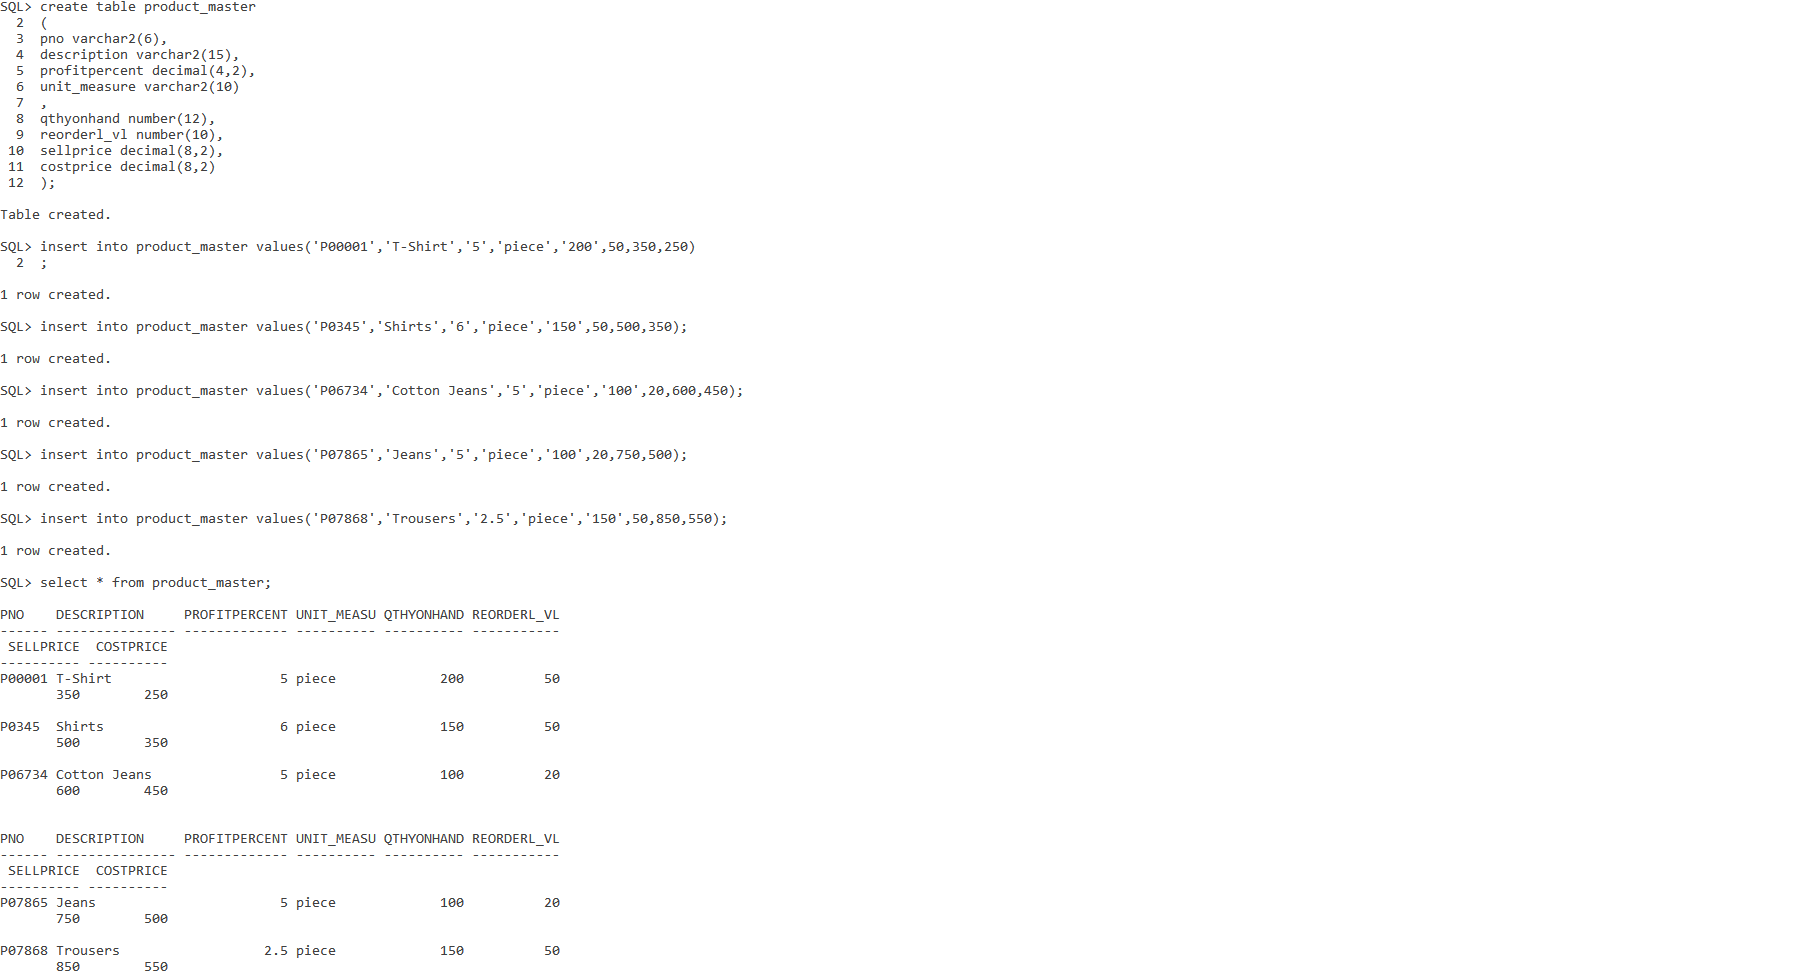 SQL> create table product_master
  2  (
  3  pno varchar2(6),
  4  description varchar2(15),
  5  profitpercent decimal(4,2),
  6  unit_measure varchar2(10)
  7  ,
  8  qthyonhand number(12),
  9  reorderl_vl number(10),
 10  sellprice decimal(8,2),
 11  costprice decimal(8,2)
 12  );
Table created.
SQL> insert into product_master values('P00001','T-Shirt','5','piece','200',50,350,250)
  2  ;
1 row created.
SQL> insert into product_master values('P0345','Shirts','6','piece','150',50,500,350);
1 row created.
SQL> insert into product_master values('P06734','Cotton Jeans','5','piece','100',20,600,450);
1 row created.
SQL> insert into product_master values('P07865','Jeans','5','piece','100',20,750,500);
1 row created.
SQL> insert into product_master values('P07868','Trousers','2.5','piece','150',50,850,550);
1 row created.
SQL> select * from product_master;
PNO    DESCRIPTION     PROFITPERCENT UNIT_MEASU QTHYONHAND REORDERL_VL
------ --------------- ------------- ---------- ---------- -----------
 SELLPRICE  COSTPRICE
---------- ----------
P00001 T-Shirt                     5 piece             200          50
       350        250
P0345  Shirts                      6 piece             150          50
       500        350
P06734 Cotton Jeans                5 piece             100          20
       600        450
PNO    DESCRIPTION     PROFITPERCENT UNIT_MEASU QTHYONHAND REORDERL_VL
------ --------------- ------------- ---------- ---------- -----------
 SELLPRICE  COSTPRICE
---------- ----------
P07865 Jeans                       5 piece             100          20
       750        500
P07868 Trousers                  2.5 piece             150          50
       850        550